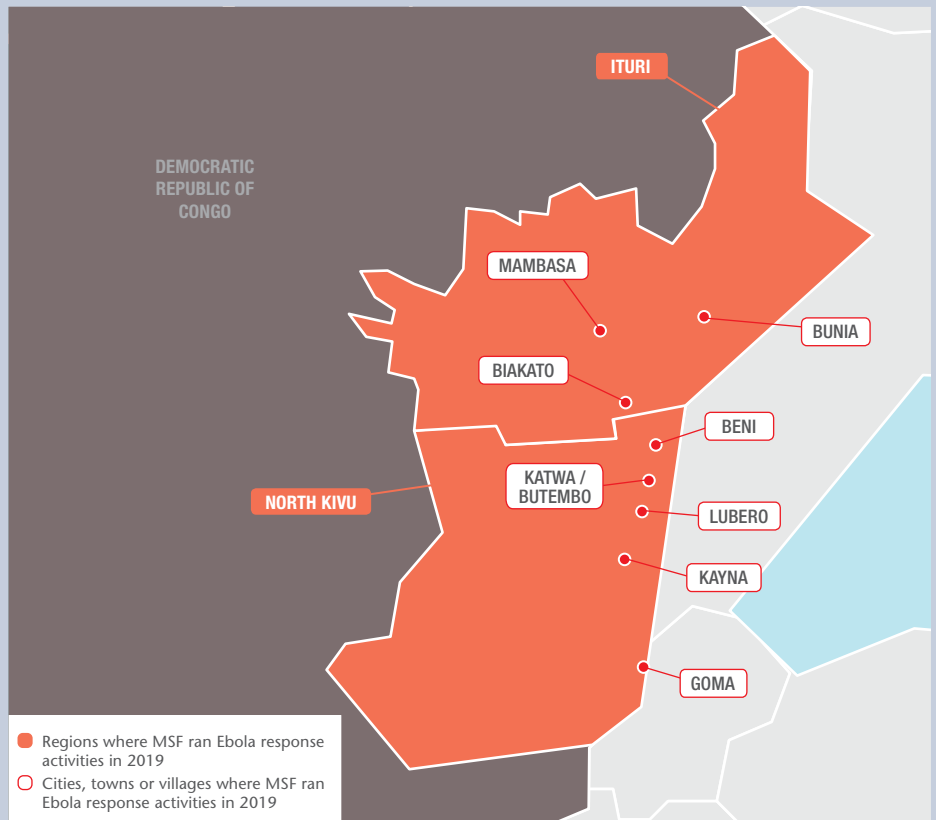 ITURI
DEMOCRATIC
REPUBLIC OF
CONGO
MAMBASA
BUNIA
BIAKATO
BENI
KATWA /
BUTEMBO
NORTH KIVU
LUBERO
KAYNA
GOMA
Regions where MSF ran Ebola response
activities in 2019
Cities, towns or villages where MSF ran
Ebola response activities in 2019